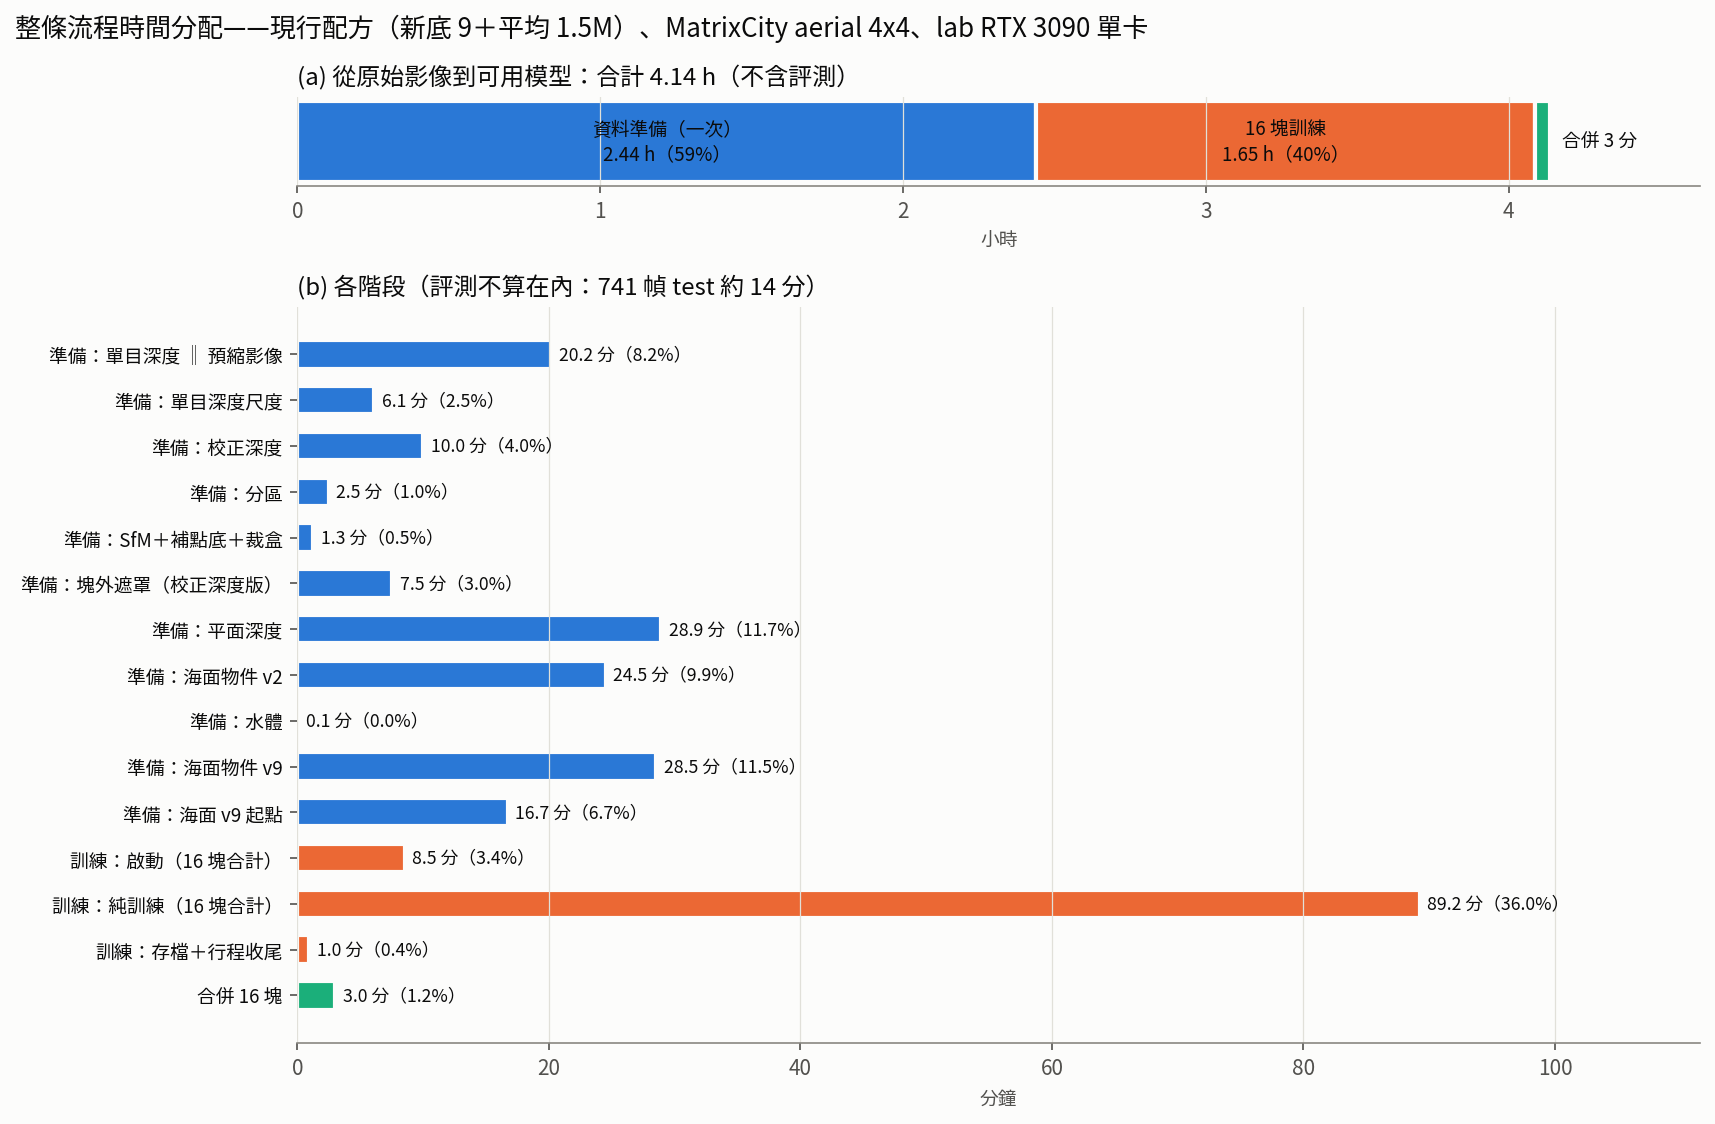 整條流程時間分配——現行配方（新底 9＋平均 1.5M）、MatrixCity aerial 4x4、lab RTX 3090 單卡
(a) 從原始影像到可用模型：合計 4.14 h（不含評測）
資料準備（一次）
2.44 h（59%）
16 塊訓練
1.65 h（40%）
合併 3 分
0 1 2 3 4
小時
(b) 各階段（評測不算在內：741 幀 test 約 14 分）
準備：單目深度 ‖ 預縮影像 20.2 分（8.2%）
準備：單目深度尺度 6.1 分（2.5%）
準備：校正深度 10.0 分（4.0%）
準備：分區 2.5 分（1.0%）
準備：SfM＋補點底＋裁盒 1.3 分（0.5%）
準備：塊外遮罩（校正深度版） 7.5 分（3.0%）
準備：平面深度 28.9 分（11.7%）
準備：海面物件 v2 24.5 分（9.9%）
準備：水體 0.1 分（0.0%）
準備：海面物件 v9 28.5 分（11.5%）
準備：海面 v9 起點 16.7 分（6.7%）
訓練：啟動（16 塊合計） 8.5 分（3.4%）
訓練：純訓練（16 塊合計） 89.2 分（36.0%）
訓練：存檔＋行程收尾 1.0 分（0.4%）
合併 16 塊 3.0 分（1.2%）
0 20 40 60 80 100
分鐘